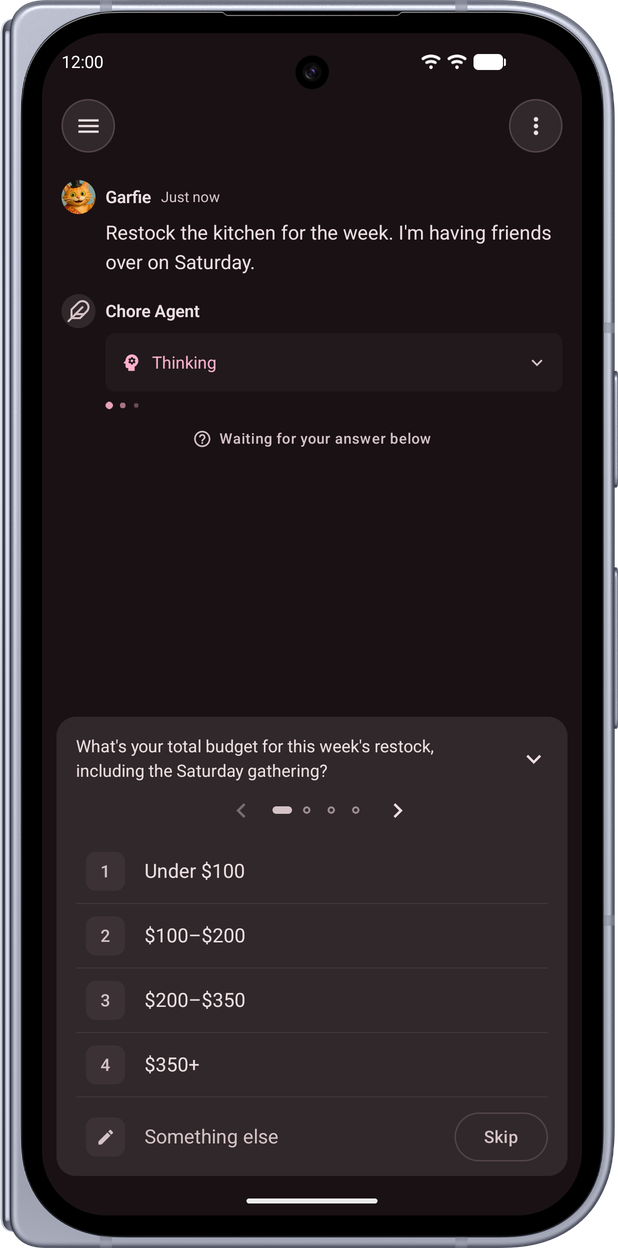 12:00
Garfie Just now
Restock the kitchen for the week. I'm having friends
over on Saturday.
Chore Agent
Thinking
Waiting for your answer below
What's your total budget for this week's restock,
including the Saturday gathering?
1 Under $100
2 $100–$200
3 $200–$350
4 $350+
Something else Skip